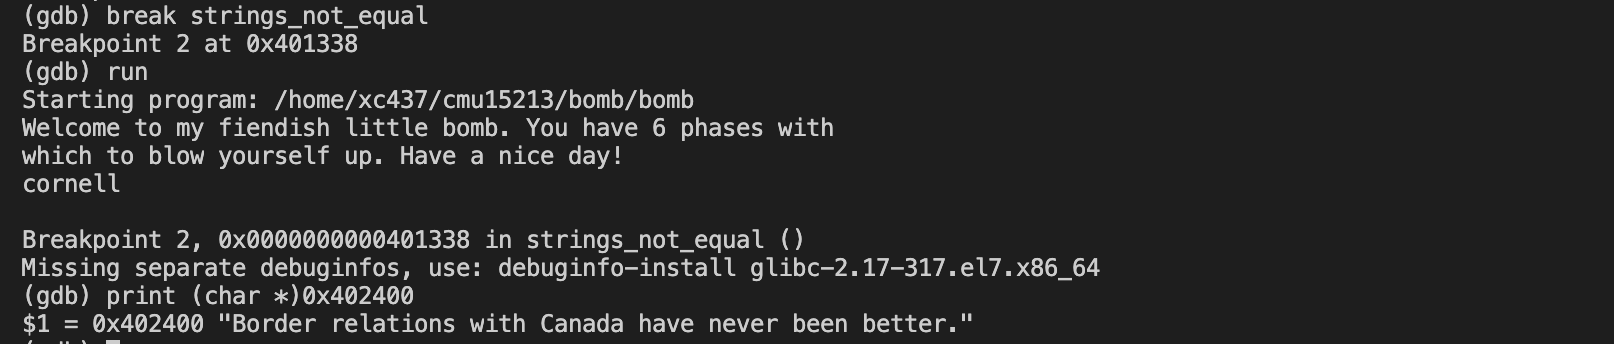 (gdb) break strings_not_equal
Breakpoint 2 at 0x401338
(gdb) run
Starting program: /home/xc437/cmu15213/bomb/bomb
Welcome to my fiendish little bomb. You have 6 phases with
which to blow yourself up. Have a nice day!
cornell
Breakpoint 2, 0x0000000000401338 in strings_not_equal ()
Missing separate debuginfos, use: debuginfo-install glibc-2.17-317.el7.x86_64
(gdb) print (char *)0x402400
$1 = 0x402400 "Border relations with Canada have never been better."